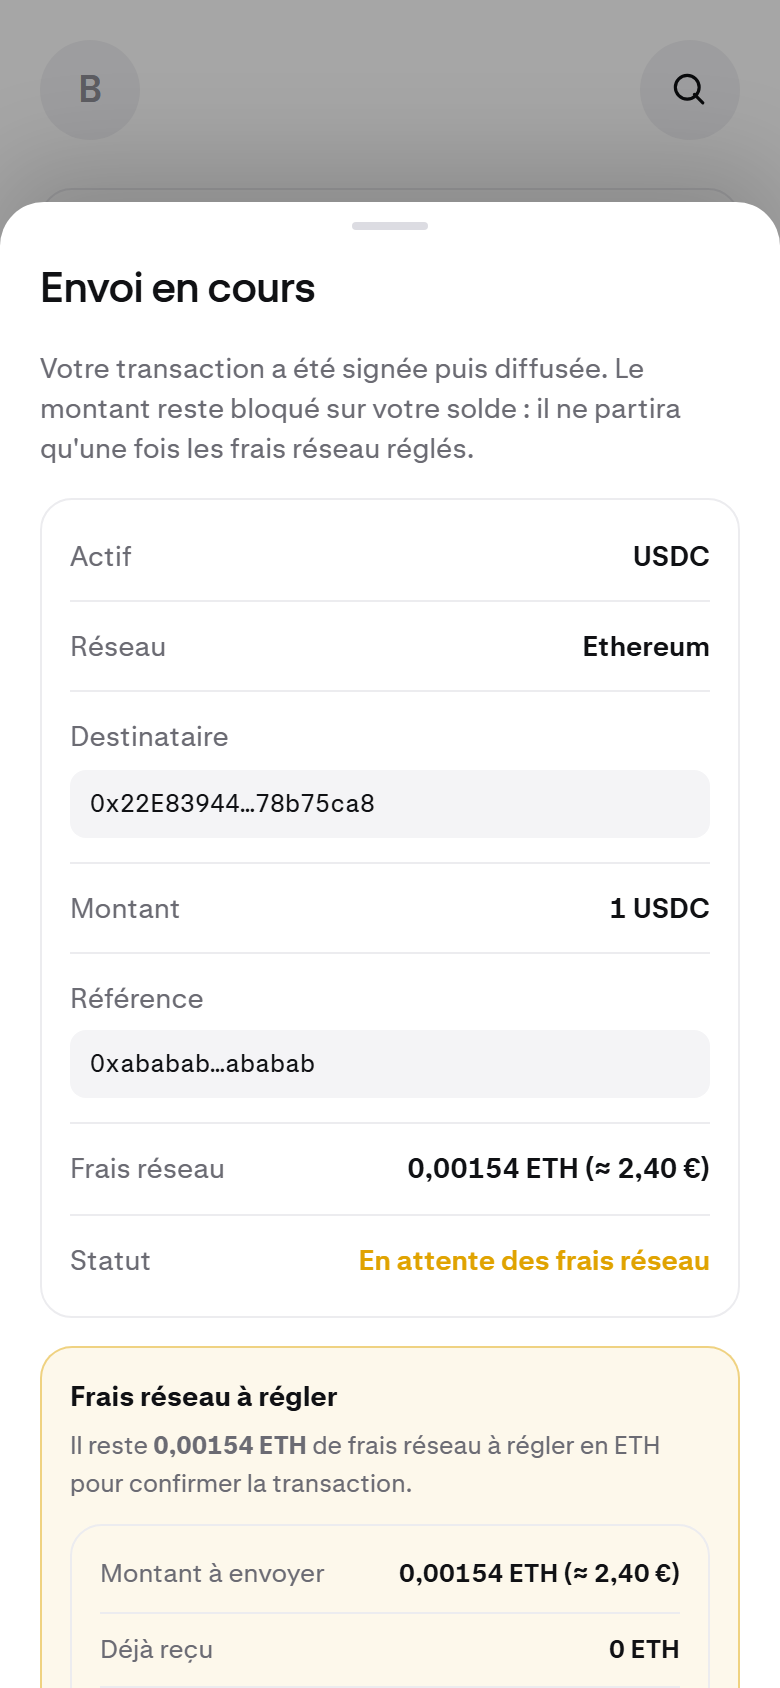 B
Envoi en cours
Votre transaction a été signée puis diffusée. Le
montant reste bloqué sur votre solde : il ne partira
qu'une fois les frais réseau réglés.
Actif USDC
Réseau Ethereum
Destinataire
0x22E83944…78b75ca8
Montant 1 USDC
Référence
0xababab…ababab
Frais réseau 0,00154 ETH (≈ 2,40 €)
Statut En attente des frais réseau
Frais réseau à régler
Il reste 0,00154 ETH de frais réseau à régler en ETH
pour confirmer la transaction.
Montant à envoyer 0,00154 ETH (≈ 2,40 €)
Déjà reçu 0 ETH